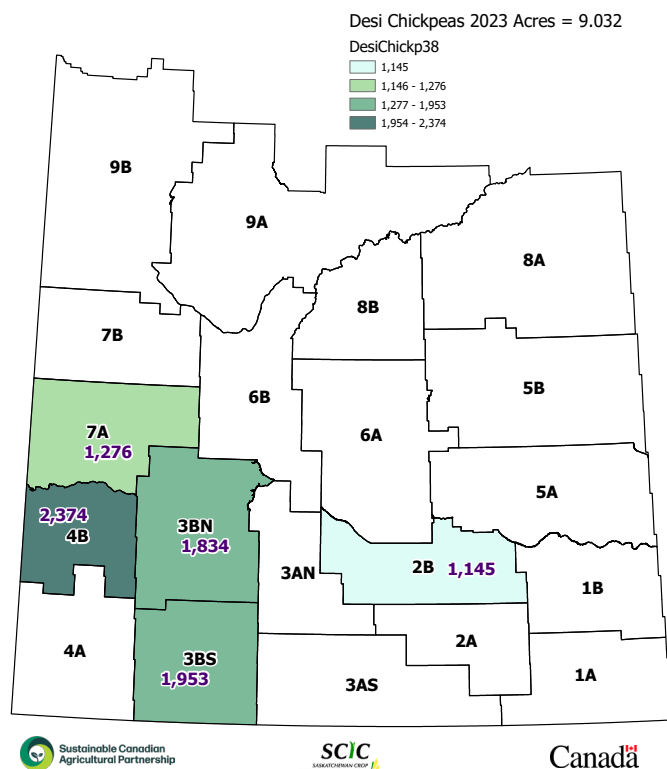 Desi Chickpeas 2023 Acres = 9.032
DesiChickp38
1,145
1,146 - 1,276
1,277 - 1,953
1,954 - 2,374
9B
9A
8A
8B
7B
5B
6B
6A
7A
1,276
5A
2,374
4B
3BN
1,834
2B
1,145
3AN
1B
2A
4A
3BS
1,953
3AS
1A
Sustainable Canadian
Agricultural Partnership
SCIC
SASKATCHEWAN CROP
Canada